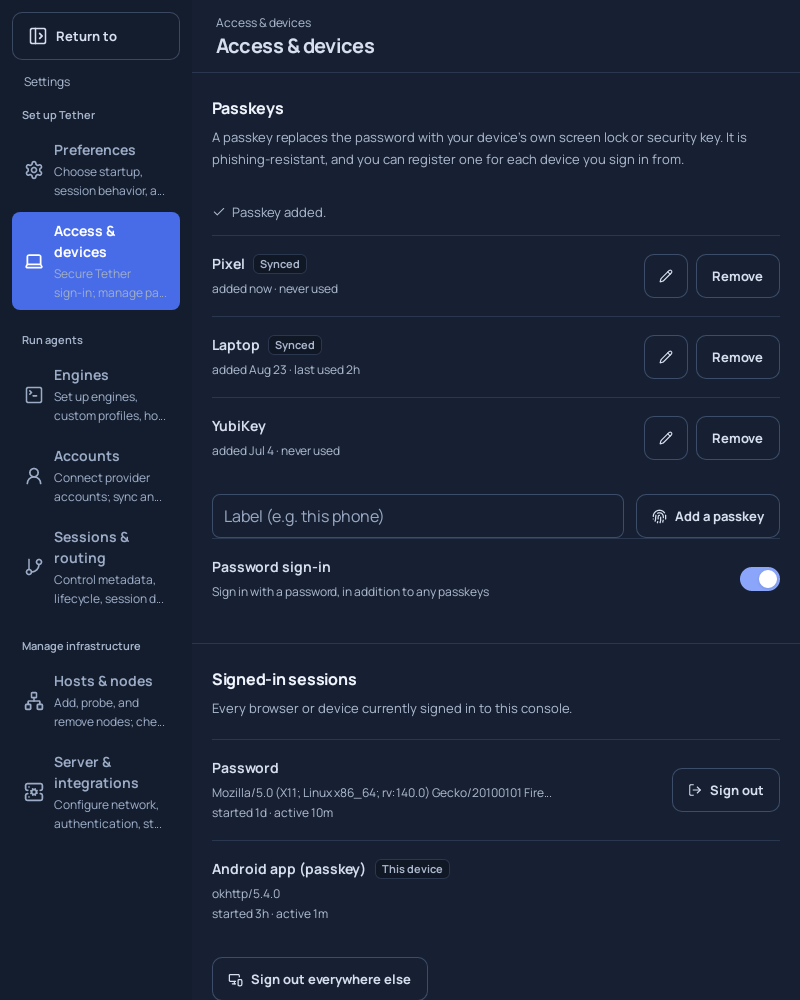 Return to
Settings
Set up Tether
Preferences
Choose startup,
session behavior, a...
Access &
devices
Secure Tether
sign-in; manage pa...
Run agents
Engines
Set up engines,
custom profiles, ho...
Accounts
Connect provider
accounts; sync an...
Sessions &
routing
Control metadata,
lifecycle, session d...
Manage infrastructure
Hosts & nodes
Add, probe, and
remove nodes; che...
Server &
integrations
Configure network,
authentication, st...
Access & devices
Access & devices
Passkeys
A passkey replaces the password with your device's own screen lock or security key. It is
phishing-resistant, and you can register one for each device you sign in from.
Passkey added.
Pixel Synced
added now · never used
Remove
Laptop Synced
added Aug 23 · last used 2h
Remove
YubiKey
added Jul 4 · never used
Remove
Label (e.g. this phone)
Add a passkey
Password sign-in
Sign in with a password, in addition to any passkeys
Signed-in sessions
Every browser or device currently signed in to this console.
Password
Mozilla/5.0 (X11; Linux x86_64; rv:140.0) Gecko/20100101 Fire...
started 1d · active 10m
Sign out
Android app (passkey) This device
okhttp/5.4.0
started 3h · active 1m
Sign out everywhere else